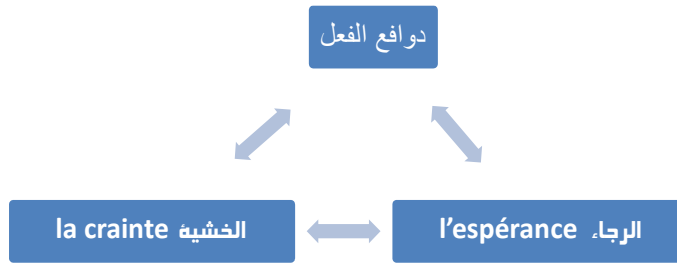 دوافع الفعل
الخشية la crainte
الرجاء l’espérance